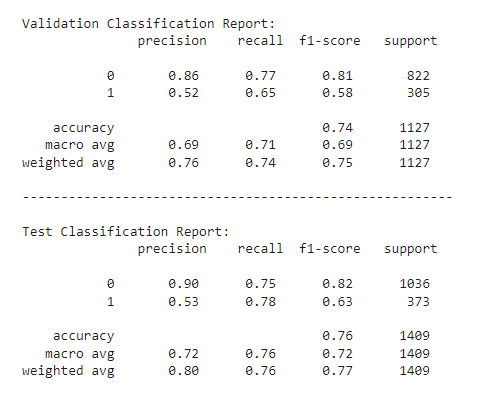 Validation Classification Report:
precision recall f1-score support
0 0.86 0.77 0.81 822
1 0.52 0.65 0.58 305
accuracy 0.74 1127
macro avg 0.69 0.71 0.69 1127
weighted avg 0.76 0.74 0.75 1127
--------------------------------------------------------
Test Classification Report:
precision recall f1-score support
0 0.90 0.75 0.82 1036
1 0.53 0.78 0.63 373
accuracy 0.76 1409
macro avg 0.72 0.76 0.72 1409
weighted avg 0.80 0.76 0.77 1409